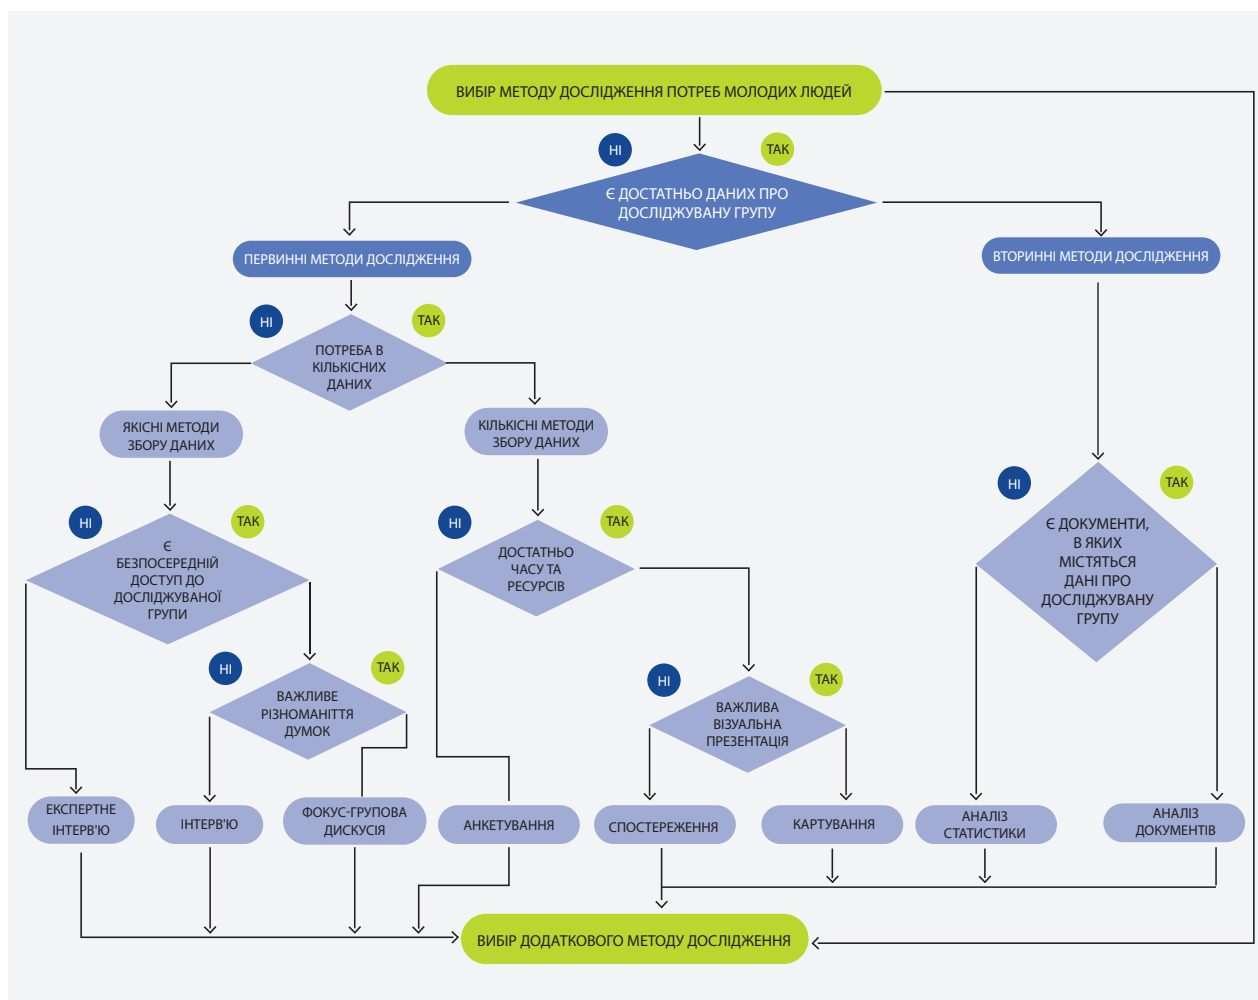 ВИБІР МЕТОДУ ДОСЛІДЖЕННЯ ПОТРЕБ МОЛОДИХ ЛЮДЕЙ
НІ
ТАК
Є ДОСТАТНЬО ДАНИХ ПРО
ДОСЛІДЖУВАНУ ГРУПУ
ПЕРВИННІ МЕТОДИ ДОСЛІДЖЕННЯ
ВТОРИННІ МЕТОДИ ДОСЛІДЖЕННЯ
НІ
ТАК
ПОТРЕБА В
КІЛЬКІСНИХ
ДАНИХ
ЯКІСНІ МЕТОДИ
ЗБОРУ ДАНИХ
КІЛЬКІСНІ МЕТОДИ
ЗБОРУ ДАНИХ
НІ
ТАК
Є
БЕЗПОСЕРЕДНІЙ
ДОСТУП ДО
ДОСЛІДЖУВАНОЇ
ГРУПИ
НІ
ТАК
ДОСТАТНЬО
ЧАСУ ТА
РЕСУРСІВ
НІ
ТАК
Є ДОКУМЕНТИ,
В ЯКИХ
МІСТЯТЬСЯ
ДАНІ ПРО
ДОСЛІДЖУВАНУ
ГРУПУ
НІ
ТАК
ВАЖЛИВЕ
РІЗНОМАНІТТЯ
ДУМОК
НІ
ТАК
ВАЖЛИВА
ВІЗУАЛЬНА
ПРЕЗЕНТАЦІЯ
ЕКСПЕРТНЕ
ІНТЕРВ'Ю
ІНТЕРВ'Ю
ФОКУС-ГРУПОВА
ДИСКУСІЯ
АНКЕТУВАННЯ
СПОСТЕРЕЖЕННЯ
КАРТУВАННЯ
АНАЛІЗ
СТАТИСТИКИ
АНАЛІЗ
ДОКУМЕНТІВ
ВИБІР ДОДАТКОВОГО МЕТОДУ ДОСЛІДЖЕННЯ